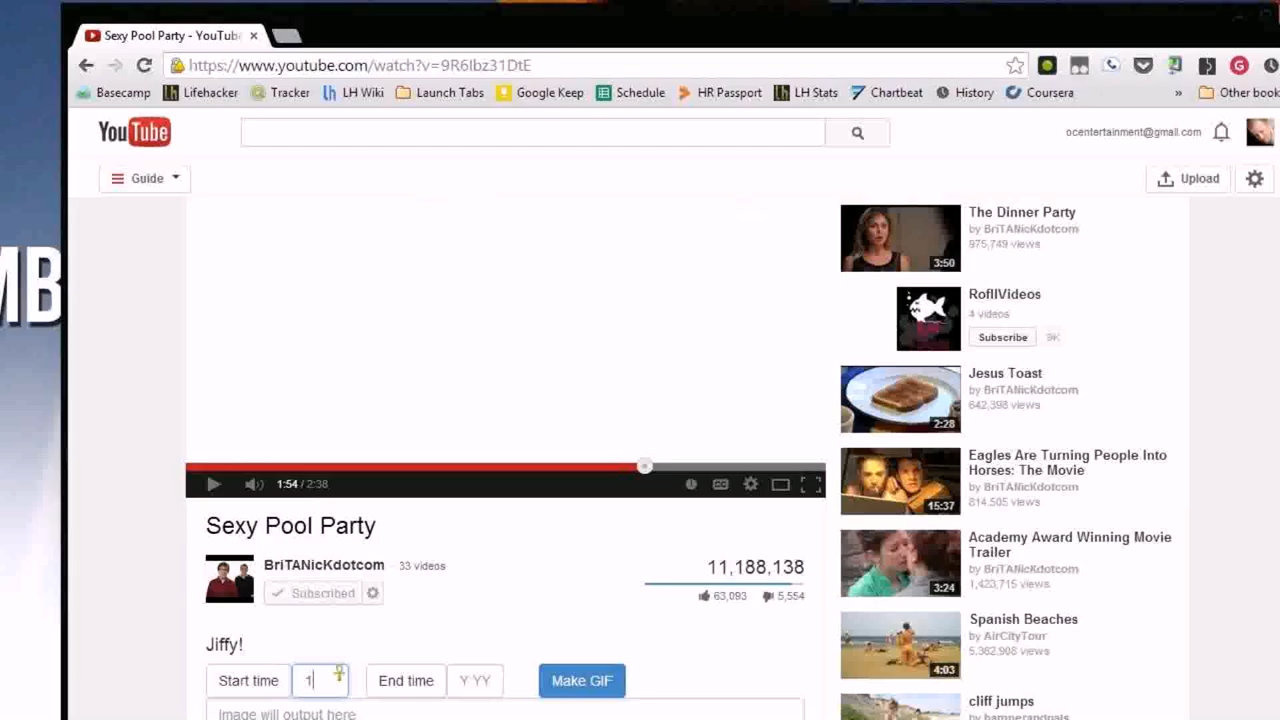 Sexy Pool Party - YouTube
https://www.youtube.com/watch?v=9R6Ibz31DtE
Basecamp Lifehacker Tracker LH Wiki Launch Tabs Google Keep Schedule HR Passport LH Stats Chartbeat History Coursera » Other book
YouTube
ocentertainment@gmail.com
Guide
Upload
MB
The Dinner Party
by BriTANicKdotcom
975,749 views
3:50
RoflVideos
4 videos
Subscribe 9K
Jesus Toast
by BriTANicKdotcom
642,398 views
2:28
Eagles Are Turning People Into
Horses: The Movie
by BriTANicKdotcom
814,505 views
15:37
Academy Award Winning Movie
Trailer
by BriTANicKdotcom
1,423,715 views
3:24
Spanish Beaches
by AirCityTour
5,362,908 views
4:03
cliff jumps
1:54 / 2:38
Sexy Pool Party
BriTANicKdotcom · 33 videos
Subscribed
11,188,138
63,093 5,554
Jiffy!
Start time 1 End time Y YY Make GIF
Image will output here